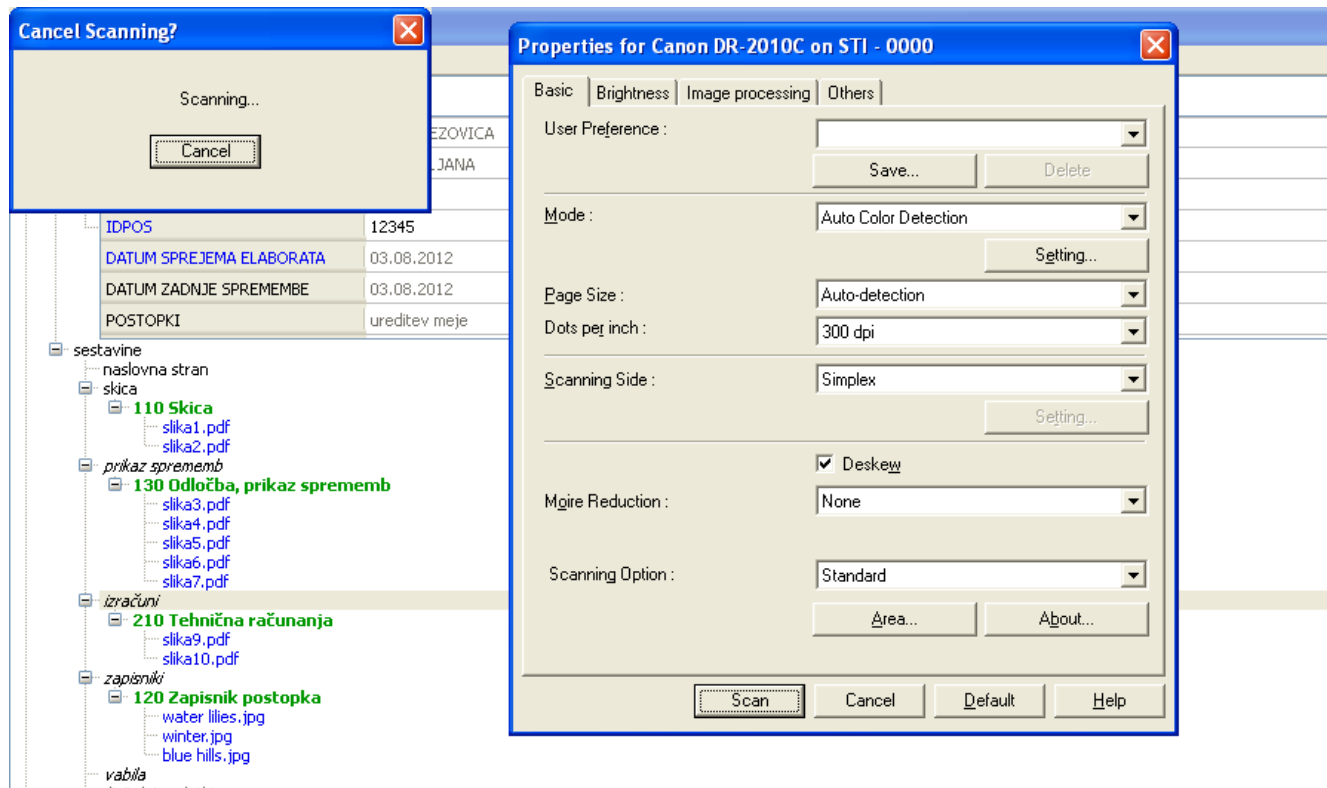 Cancel Scanning?
Scanning...
Cancel
EZOVICA
JANA
IDPOS 12345
DATUM SPREJEMA ELABORATA 03.08.2012
DATUM ZADNJE SPREMEMBE 03.08.2012
POSTOPKI ureditev meje
sestavine
naslovna stran
skica
110 Skica
slika1.pdf
slika2.pdf
prikaz sprememb
130 Odločba, prikaz sprememb
slika3.pdf
slika4.pdf
slika5.pdf
slika6.pdf
slika7.pdf
izračuni
210 Tehnična računanja
slika9.pdf
slika10.pdf
zapisniki
120 Zapisnik postopka
water lilies.jpg
winter.jpg
blue hills.jpg
vabila
Properties for Canon DR-2010C on STI - 0000
Basic Brightness Image processing Others
User Preference :
Save... Delete
Mode : Auto Color Detection
Setting...
Page Size : Auto-detection
Dots per inch : 300 dpi
Scanning Side : Simplex
Setting...
Deskew
Moire Reduction : None
Scanning Option : Standard
Area... About...
Scan Cancel Default Help